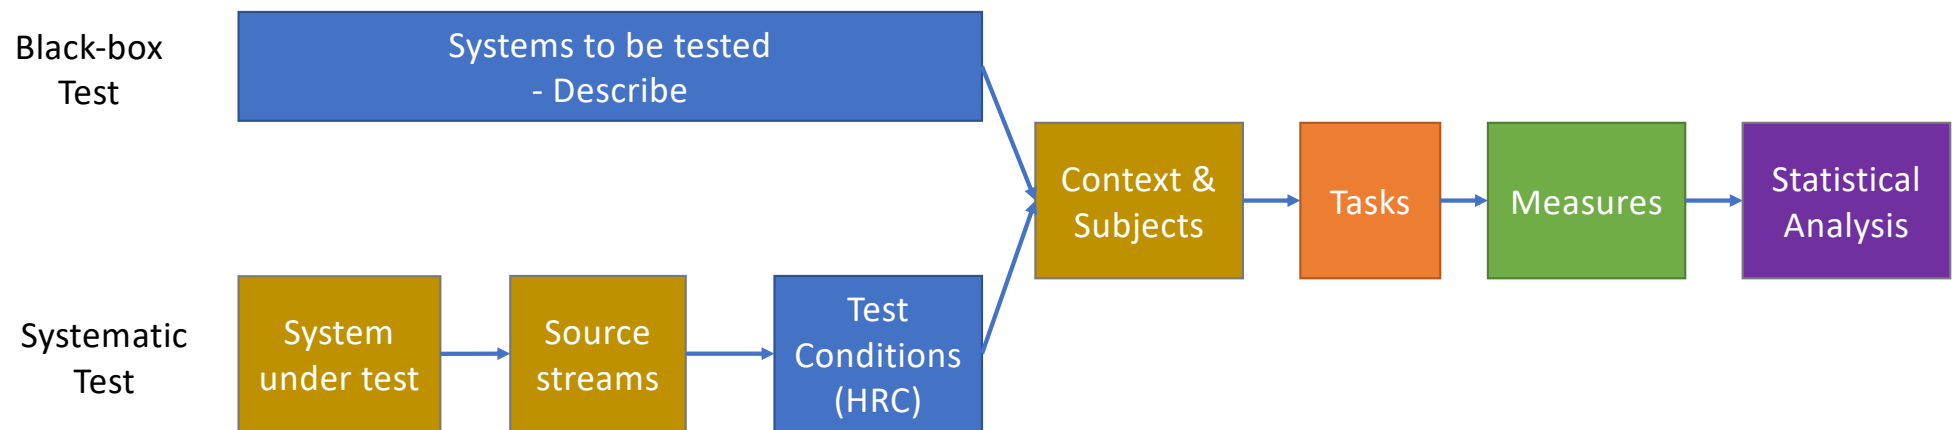 Black-box
Test
Systems to be tested
- Describe
Context &
Subjects
Tasks
Measures
Statistical
Analysis
Systematic
Test
System
under test
Source
streams
Test
Conditions
(HRC)